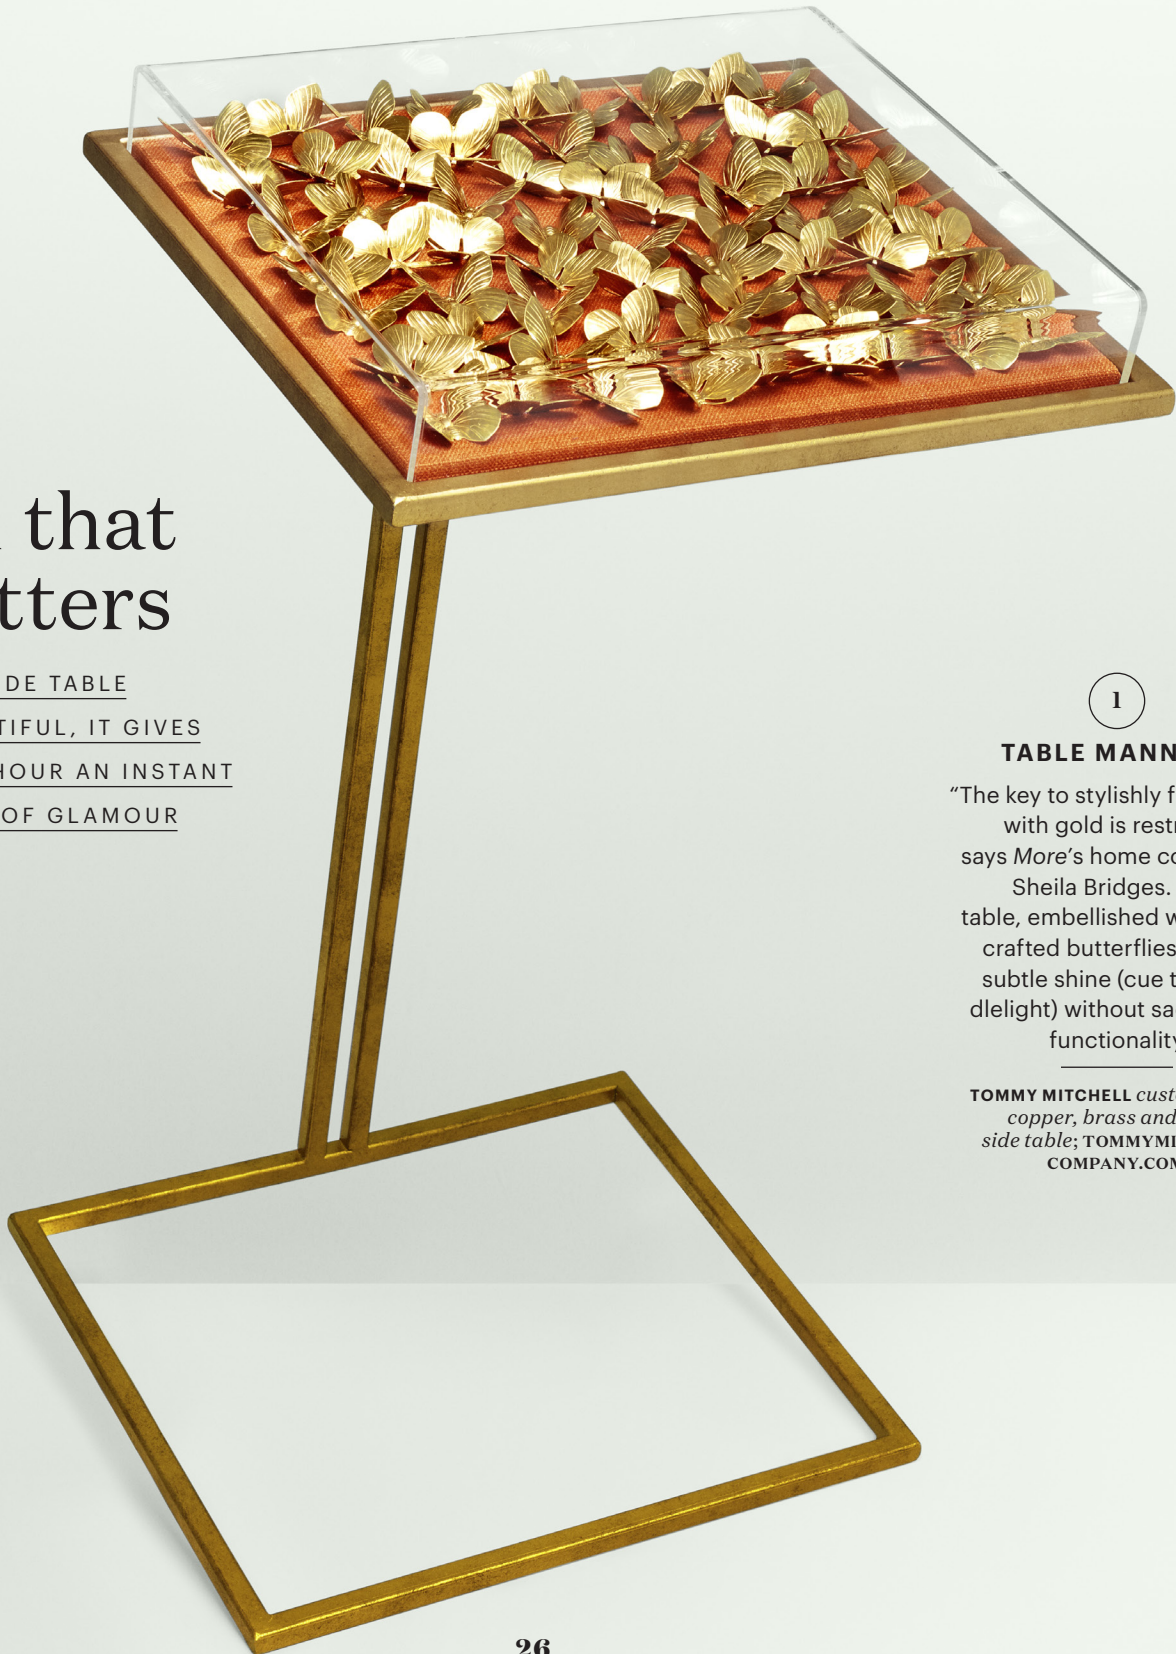 that
tters
DE TABLE
TIFUL, IT GIVES
HOUR AN INSTANT
OF GLAMOUR
1
TABLE MANN
“The key to stylishly f
with gold is restr
says More’s home co
Sheila Bridges.
table, embellished w
crafted butterflies
subtle shine (cue t
dlelight) without sa
functionality
TOMMY MITCHELL cust
copper, brass and
side table; TOMMYMI
COMPANY.COM
26